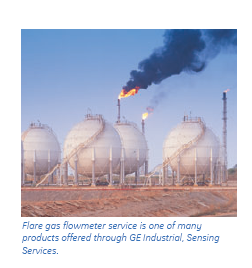 Flare gas flowmeter service is one of many
products offered through GE Industrial, Sensing
Services.